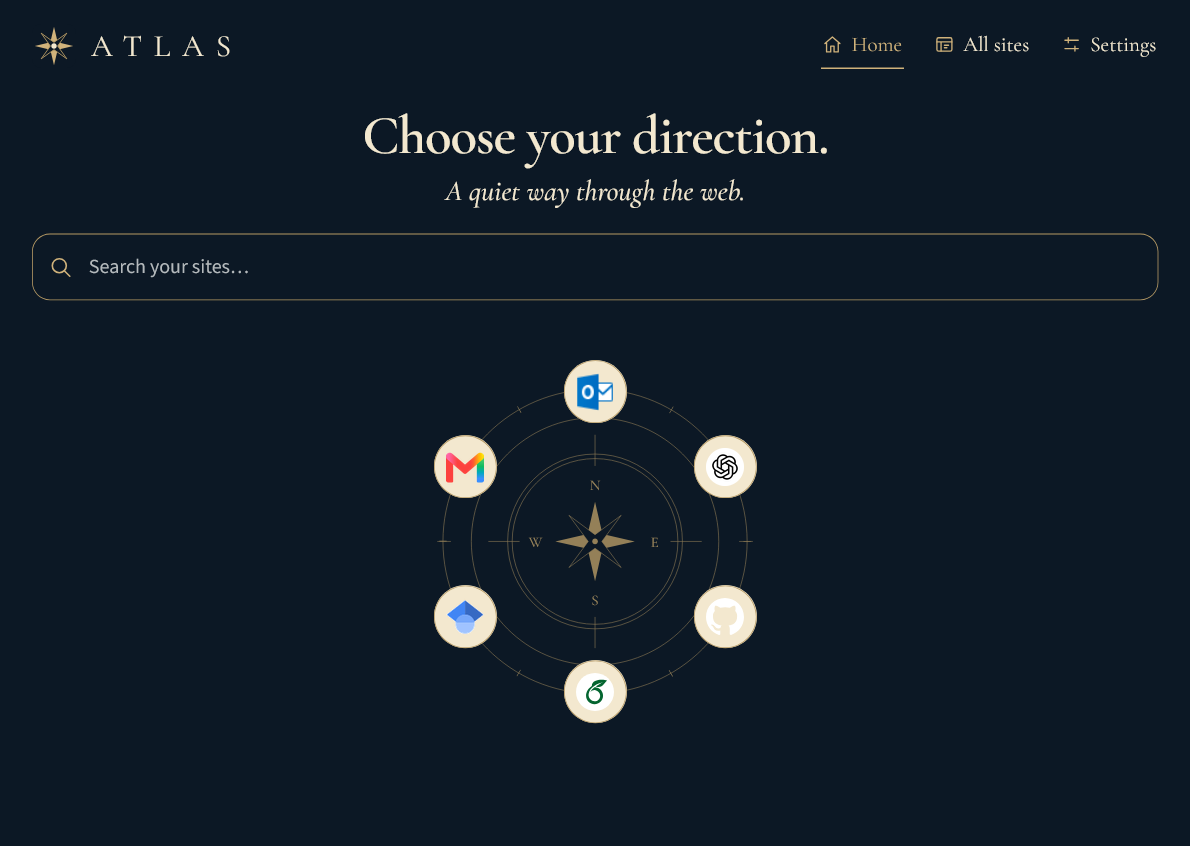 ATLAS
Home
All sites
Settings
Choose your direction.
A quiet way through the web.
Search your sites…
N
W
E
S